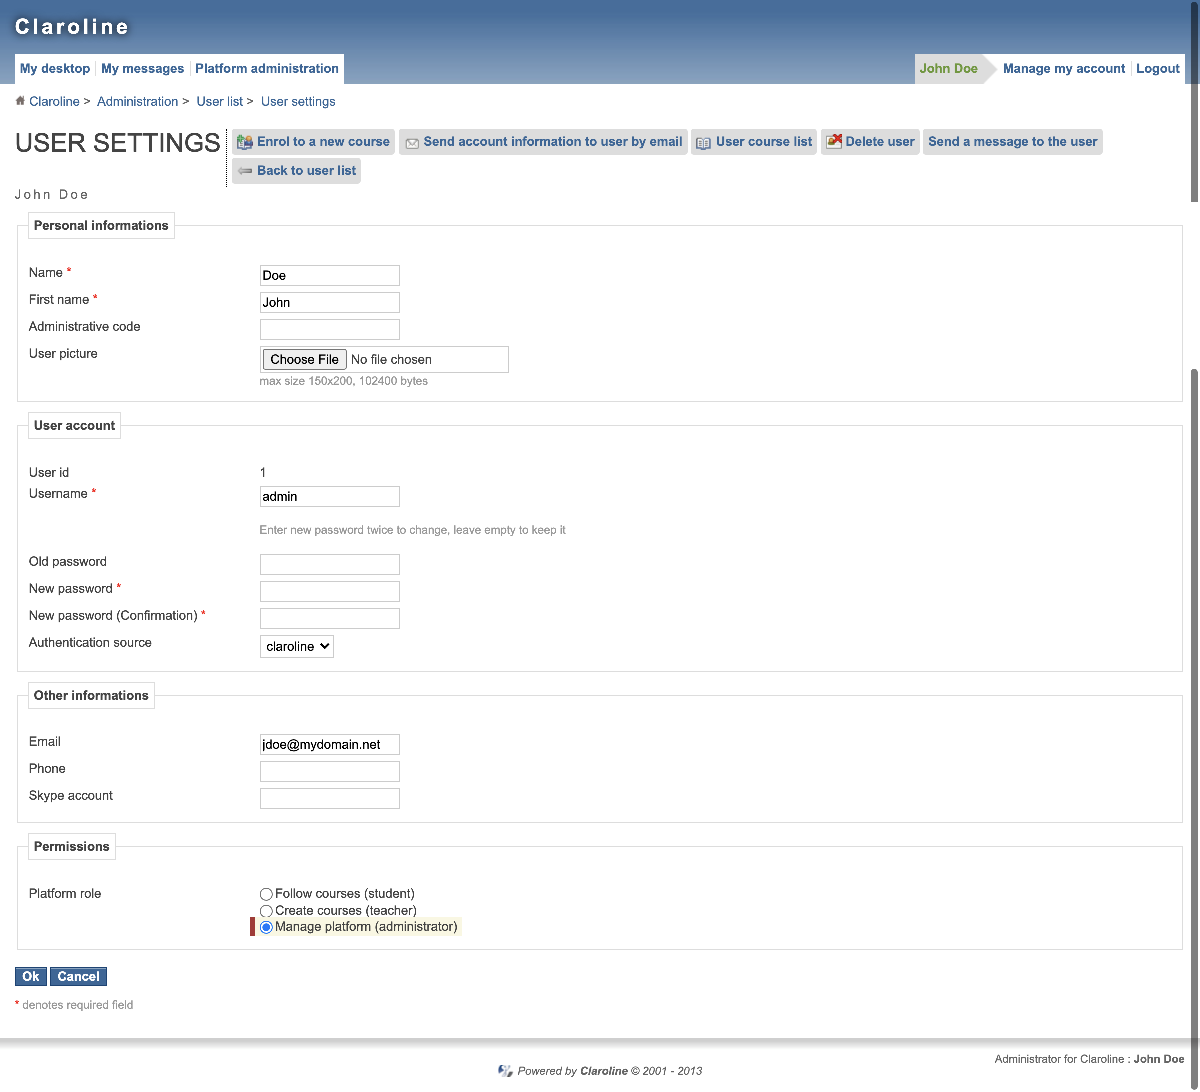 Claroline
My desktop My messages Platform administration John Doe Manage my account Logout
Claroline > Administration > User list > User settings
USER SETTINGS Enrol to a new course Send account information to user by email User course list Delete user Send a message to the user
Back to user list
John Doe
Personal informations
Name * Doe
First name * John
Administrative code
User picture Choose File No file chosen
max size 150x200, 102400 bytes
User account
User id 1
Username * admin
Enter new password twice to change, leave empty to keep it
Old password
New password *
New password (Confirmation) *
Authentication source claroline
Other informations
Email jdoe@mydomain.net
Phone
Skype account
Permissions
Platform role Follow courses (student)
Create courses (teacher)
Manage platform (administrator)
Ok Cancel
* denotes required field
Administrator for Claroline : John Doe
Powered by Claroline © 2001 - 2013